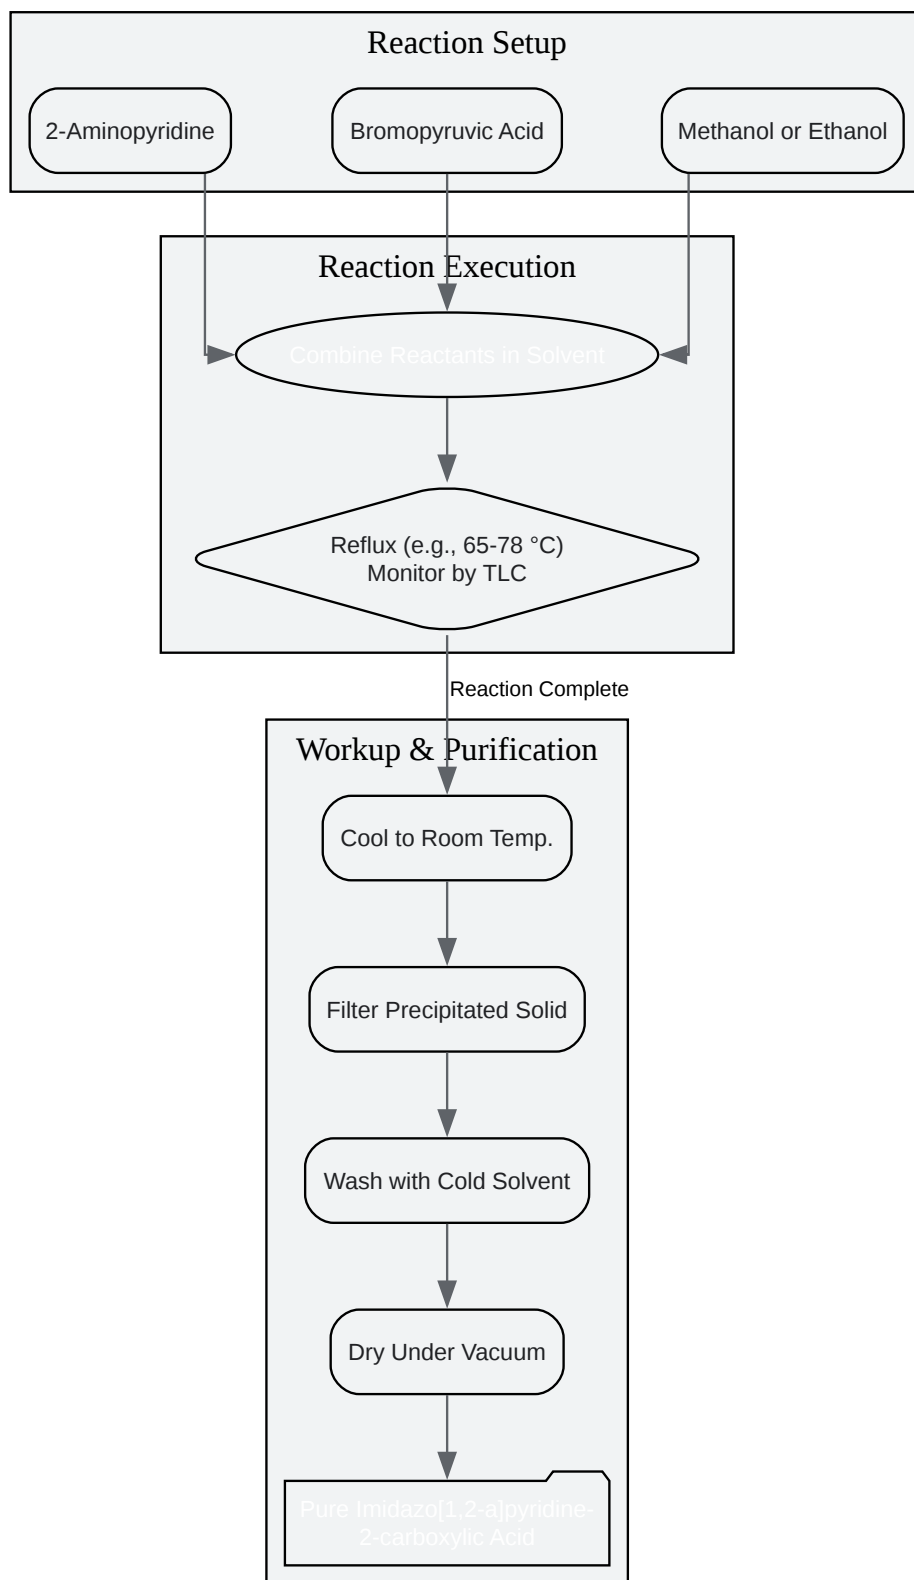 Reaction Setup
2-Aminopyridine
Bromopyruvic Acid
Methanol or Ethanol
Reaction Execution
Combine Reactants in Solvent
Reflux (e.g., 65-78 °C)
Monitor by TLC
Reaction Complete
Workup & Purification
Cool to Room Temp.
Filter Precipitated Solid
Wash with Cold Solvent
Dry Under Vacuum
Pure Imidazo[1,2-a]pyridine-
2-carboxylic Acid